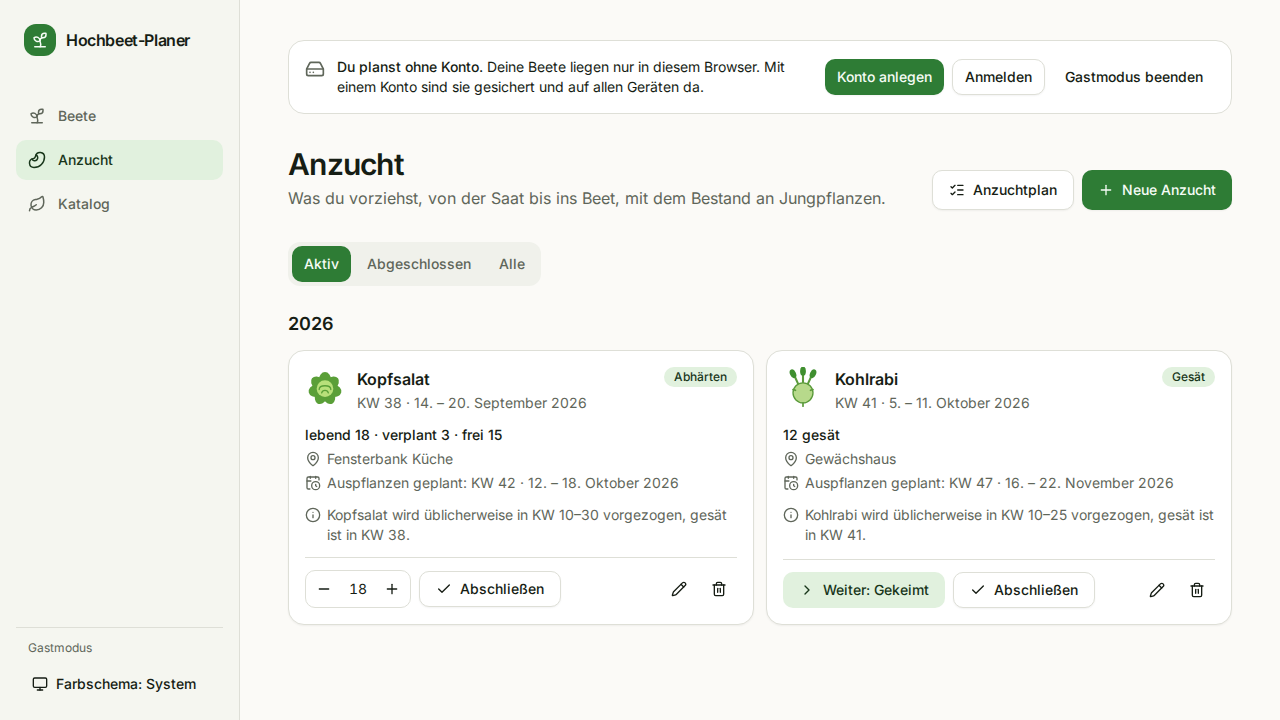 Hochbeet-Planer
Beete
Anzucht
Katalog
Gastmodus
Farbschema: System
Du planst ohne Konto. Deine Beete liegen nur in diesem Browser. Mit
einem Konto sind sie gesichert und auf allen Geräten da.
Konto anlegen
Anmelden
Gastmodus beenden
Anzucht
Was du vorziehst, von der Saat bis ins Beet, mit dem Bestand an Jungpflanzen.
Anzuchtplan
Neue Anzucht
Aktiv
Abgeschlossen
Alle
2026
Kopfsalat
Abhärten
KW 38 · 14. – 20. September 2026
lebend 18 · verplant 3 · frei 15
Fensterbank Küche
Auspflanzen geplant: KW 42 · 12. – 18. Oktober 2026
Kopfsalat wird üblicherweise in KW 10–30 vorgezogen, gesät
ist in KW 38.
18
Abschließen
Kohlrabi
Gesät
KW 41 · 5. – 11. Oktober 2026
12 gesät
Gewächshaus
Auspflanzen geplant: KW 47 · 16. – 22. November 2026
Kohlrabi wird üblicherweise in KW 10–25 vorgezogen, gesät ist
in KW 41.
Weiter: Gekeimt
Abschließen